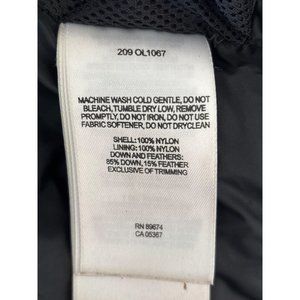 209 OL1067
MACHINE WASH COLD GENTLE, DO NOT
BLEACH, TUMBLE DRY LOW, REMOVE
PROMPTLY, DO NOT IRON, DO NOT USE
FABRIC SOFTENER, DO NOT DRYCLEAN
SHELL: 100% NYLON
LINING: 100% NYLON
DOWN AND FEATHERS:
85% DOWN, 15% FEATHER
EXCLUSIVE OF TRIMMING
RN 89674
CA 05367